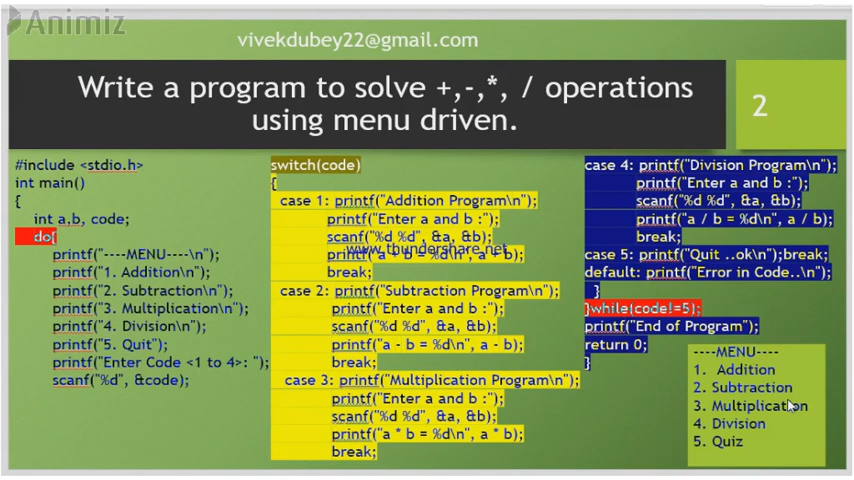 Animiz
vivekdubey22@gmail.com
Write a program to solve +,-,*, / operations
using menu driven.
2
#include <stdio.h>
int main()
{
int a.b, code;
do{
printf("----MENU----\n");
printf("1. Addition\n");
printf("2. Subtraction\n");
printf("3. Multiplication\n");
printf("4. Division\n");
printf("5. Quit");
printf("Enter Code <1 to 4>: ");
scanf("%d", &code);
switch(code)
{
case 1: printf("Addition Program\n");
printf("Enter a and b :");
scanf("%d %d", &a, &b);
www.thundershare.net
printf("a + b = %d\n", a + b);
break;
case 2: printf("Subtraction Program\n");
printf("Enter a and b :");
scanf("%d %d", &a, &b);
printf("a - b = %d\n", a - b);
break;
case 3: printf("Multiplication Program\n");
printf("Enter a and b :");
scanf("%d %d", &a, &b);
printf("a * b = %d\n", a * b);
break;
case 4: printf("Division Program\n");
printf("Enter a and b :");
scanf("%d %d", &a, &b);
printf("a / b = %d\n", a / b);
break;
case 5: printf("Quit ..ok\n");break;
default: printf("Error in Code..\n");
}
}while(code!=5);
printf("End of Program");
return 0;
}
----MENU----
1. Addition
2. Subtraction
3. Multiplication
4. Division
5. Quiz